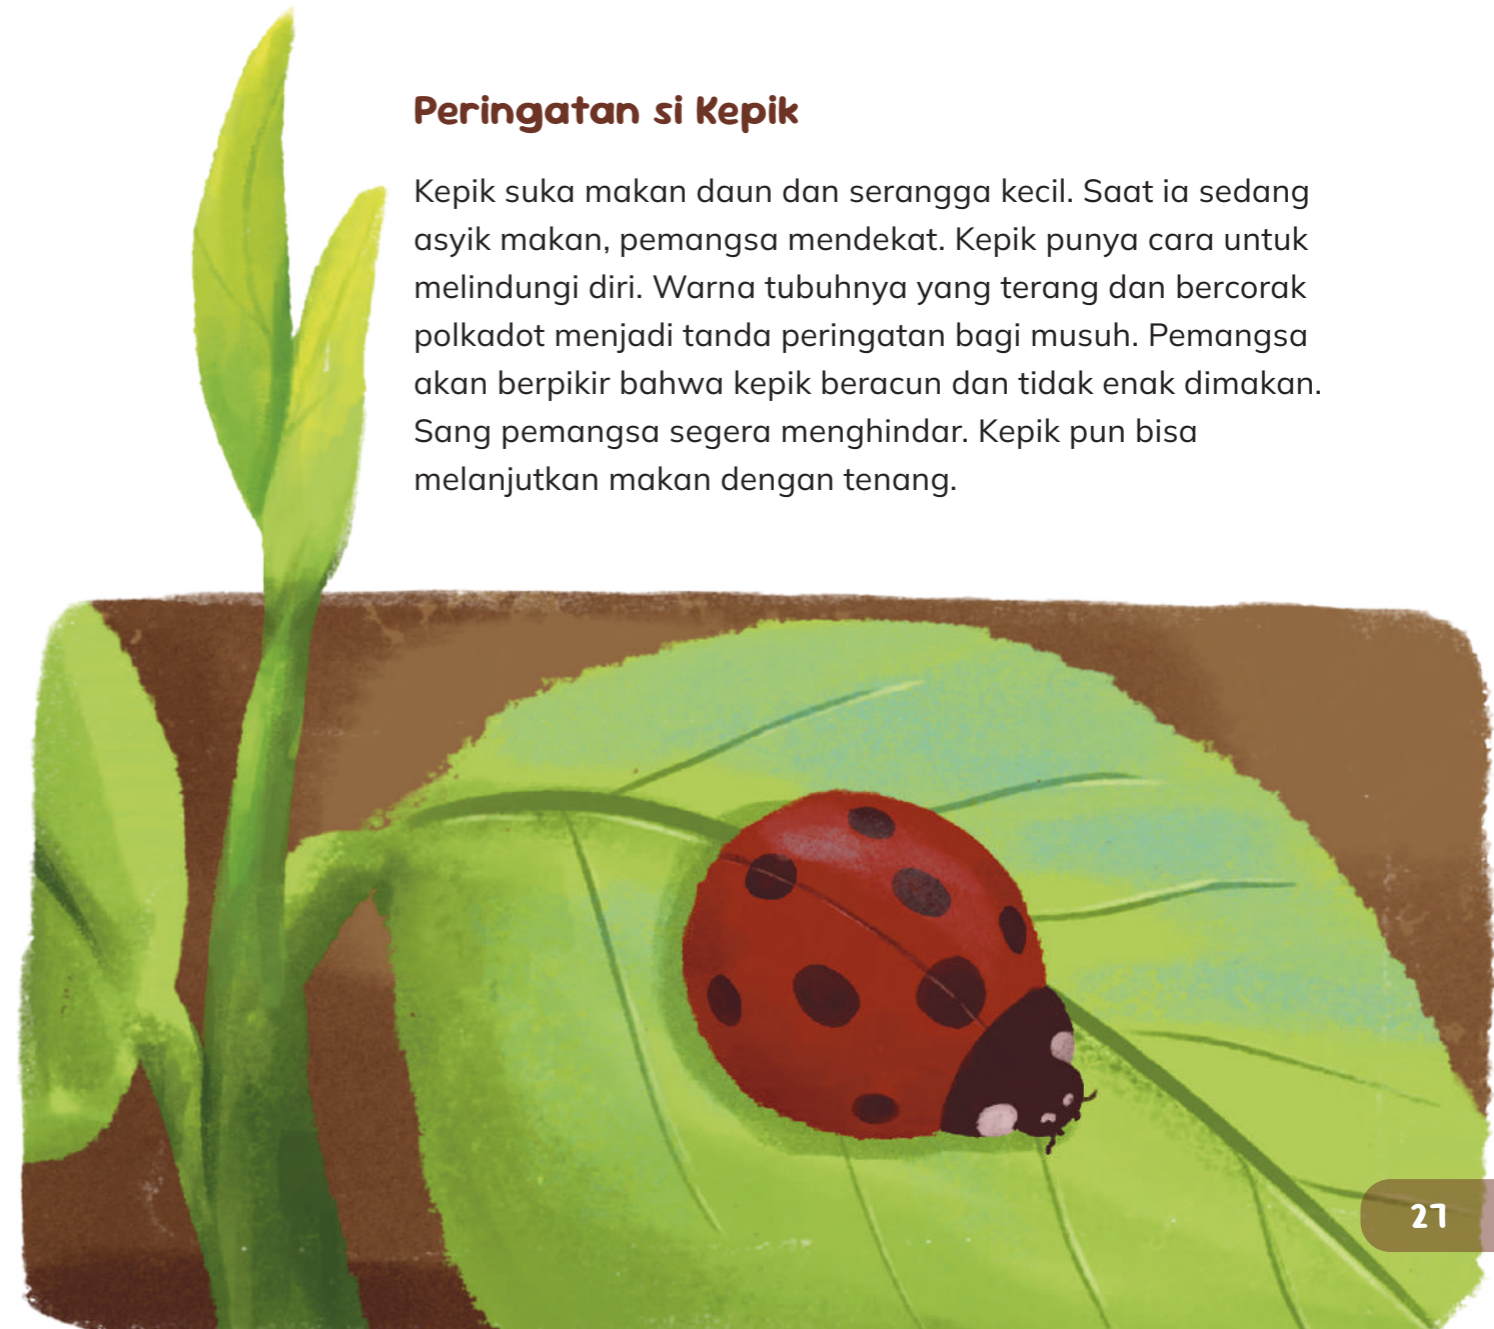 Peringatan si Kepik
Kepik suka makan daun dan serangga kecil. Saat ia sedang
asyik makan, pemangsa mendekat. Kepik punya cara untuk
melindungi diri. Warna tubuhnya yang terang dan bercorak
polkadot menjadi tanda peringatan bagi musuh. Pemangsa
akan berpikir bahwa kepik beracun dan tidak enak dimakan.
Sang pemangsa segera menghindar. Kepik pun bisa
melanjutkan makan dengan tenang.
27